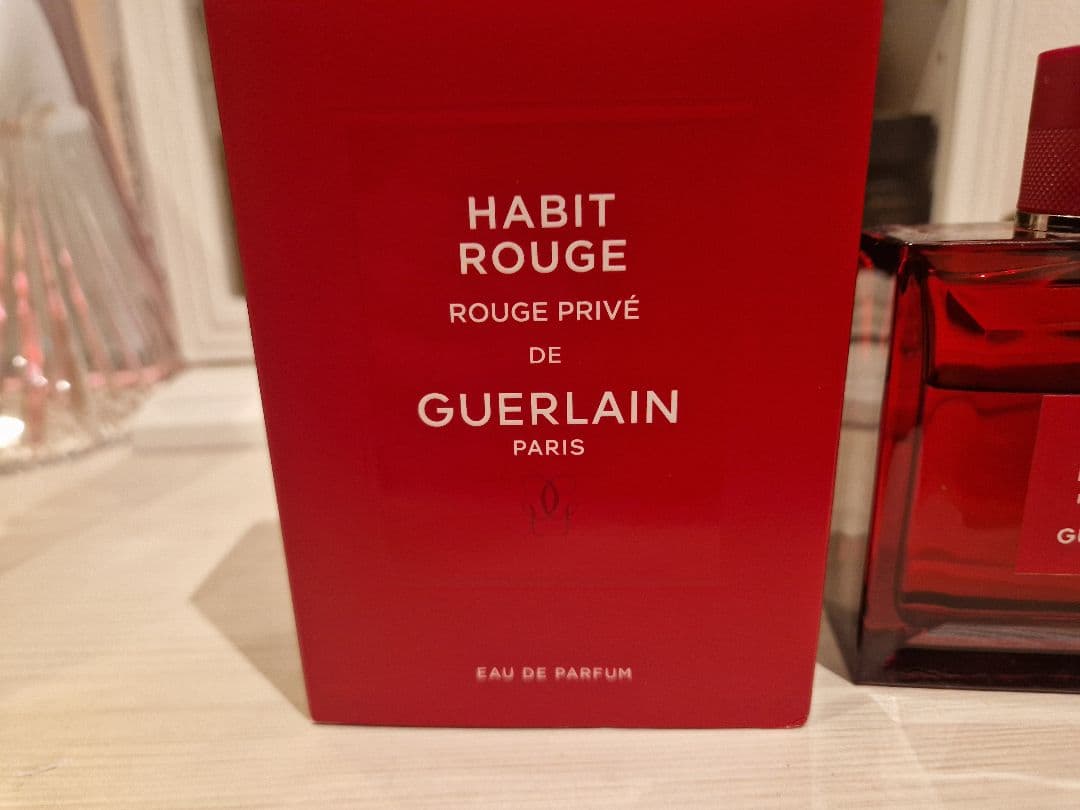 HABIT
ROUGE
ROUGE PRIVÉ
DE
GUERLAIN
PARIS
EAU DE PARFUM